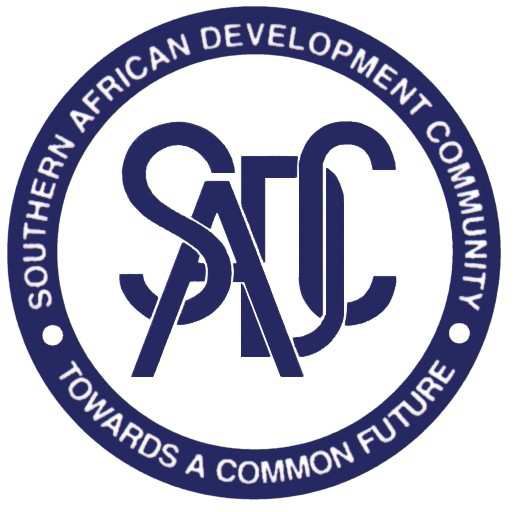 SOUTHERN AFRICAN DEVELOPMENT COMMUNITY
SADC
TOWARDS A COMMON FUTURE